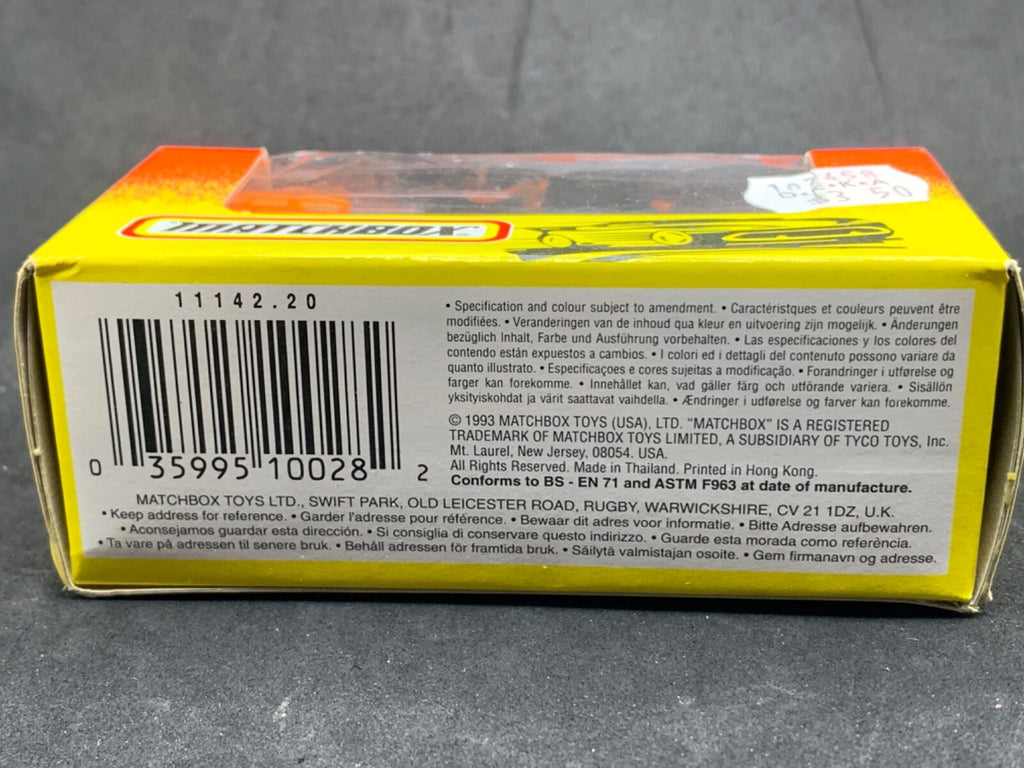 MATCHBOX
11142.20
0 35995 10028 2
• Specification and colour subject to amendment. • Caractéristques et couleurs peuvent être
modifiées. • Veranderingen van de inhoud qua kleur en uitvoering zijn mogelijk. • Änderungen
bezüglich Inhalt, Farbe und Ausführung vorbehalten. • Las especificaciones y los colores del
contendo están expuestos a cambios. • I colori ed i dettagli del contenuto possono variare da
quanto illustrato. • Especificaçoes e cores sujeitas a modificação. • Forandringer i utførelse og
farger kan forekomme. • Innehållet kan, vad gäller färg och utförande variera. • Sisällön
yksityiskohdat ja värit saattavat vaihdella. • Ændringer i udførelse og farver kan forekomme.
© 1993 MATCHBOX TOYS (USA), LTD. "MATCHBOX" IS A REGISTERED
TRADEMARK OF MATCHBOX TOYS LIMITED, A SUBSIDIARY OF TYCO TOYS, Inc.
Mt. Laurel, New Jersey, 08054. USA.
All Rights Reserved. Made in Thailand. Printed in Hong Kong.
Conforms to BS - EN 71 and ASTM F963 at date of manufacture.
MATCHBOX TOYS LTD., SWIFT PARK, OLD LEICESTER ROAD, RUGBY, WARWICKSHIRE, CV 21 1DZ, U.K.
• Keep address for reference. • Garder l'adresse pour référence. • Bewaar dit adres voor informatie. • Bitte Adresse aufbewahren.
• Aconsejamos guardar esta dirección. • Si consiglia di conservare questo indirizzo. • Guarde esta morada como referência.
• Ta vare på adressen til senere bruk. • Behåll adressen för framtida bruk. • Säilytä valmistajan osoite. • Gem firmanavn og adresse.